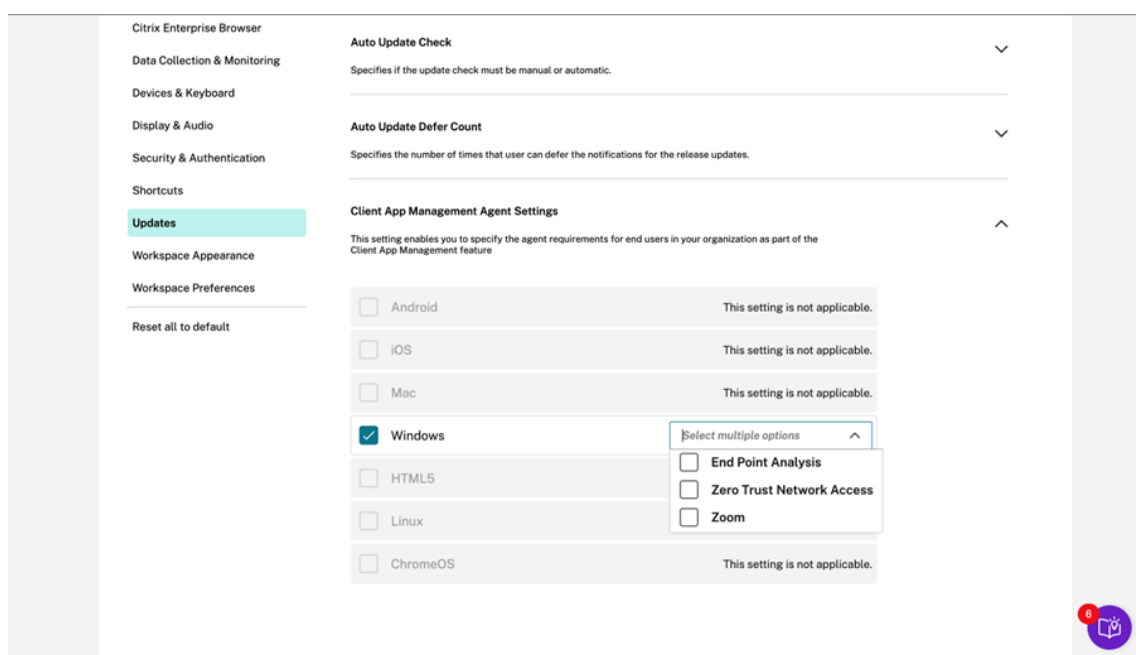 Citrix Enterprise Browser
Data Collection & Monitoring
Devices & Keyboard
Display & Audio
Security & Authentication
Shortcuts
Updates
Workspace Appearance
Workspace Preferences
Reset all to default
Auto Update Check
Specifies if the update check must be manual or automatic.
Auto Update Defer Count
Specifies the number of times that user can defer the notifications for the release updates.
Client App Management Agent Settings
This setting enables you to specify the agent requirements for end users in your organization as part of the
Client App Management feature
Android This setting is not applicable.
iOS This setting is not applicable.
Mac This setting is not applicable.
Windows Select multiple options
End Point Analysis
HTML5 Zero Trust Network Access
Linux Zoom
ChromeOS This setting is not applicable.
6